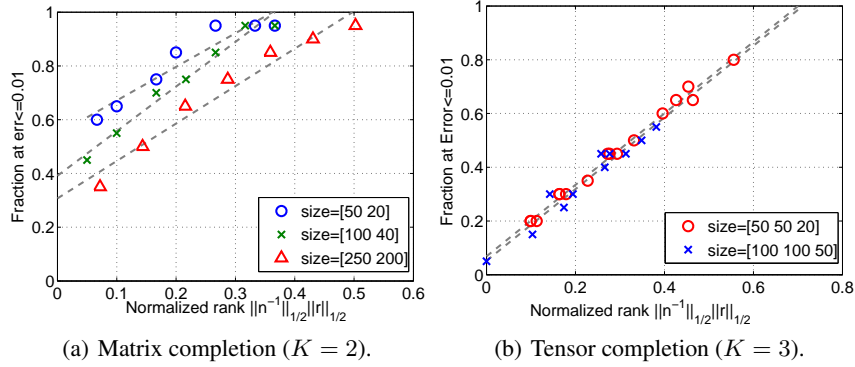 1
0.8
0.6
0.4
0.2
0
0 0.1 0.2 0.3 0.4 0.5 0.6
Fraction at err<=0.01
Normalized rank ||n⁻¹||₁/₂||r||₁/₂
size=[50 20]
size=[100 40]
size=[250 200]
(a) Matrix completion (K = 2).
1
0.8
0.6
0.4
0.2
0
0 0.2 0.4 0.6 0.8
Fraction at Error<=0.01
Normalized rank ||n⁻¹||₁/₂||r||₁/₂
size=[50 50 20]
size=[100 100 50]
(b) Tensor completion (K = 3).